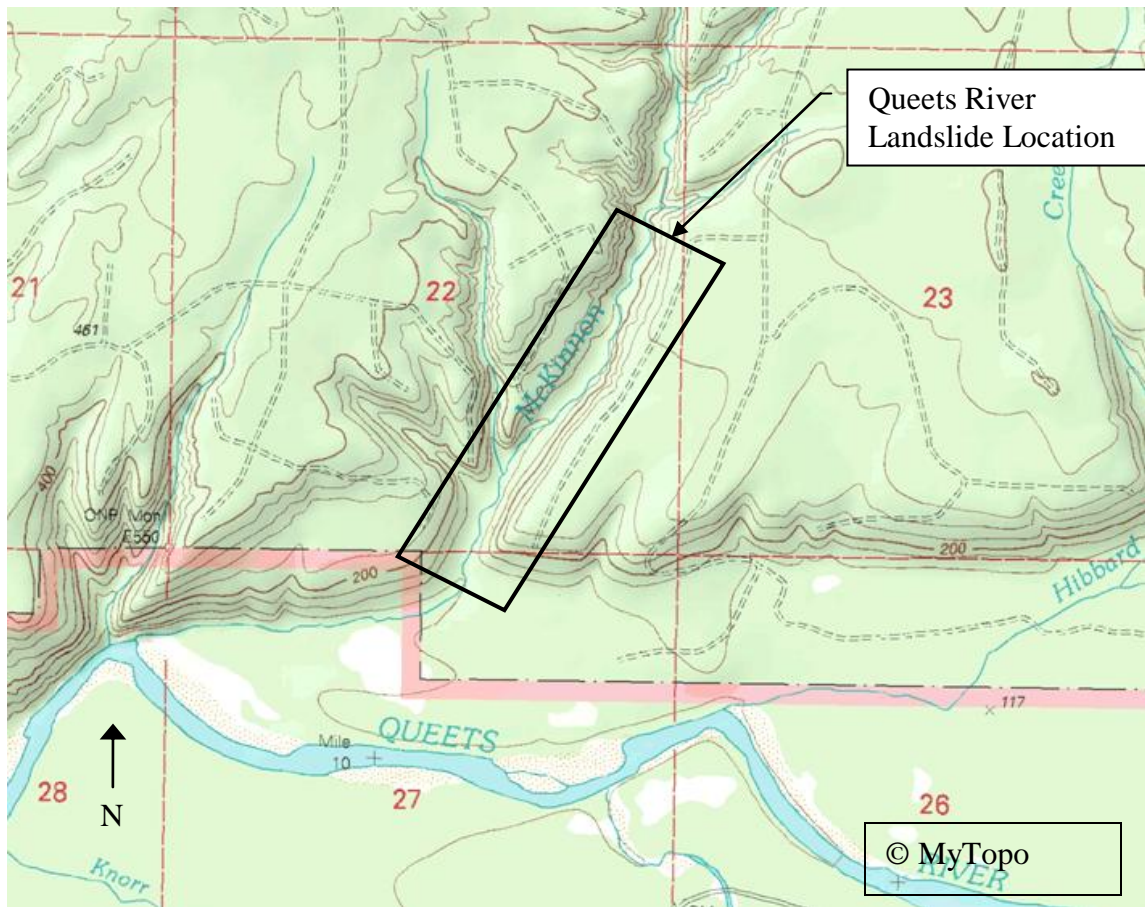 Queets River
Landslide Location
Creek
21
22
23
461
McKinnon
400
ONP Mon
E550
200
200
Hibbard
117
QUEETS
Mile
10
28
27
26
N
© MyTopo
RIVER
Knorr